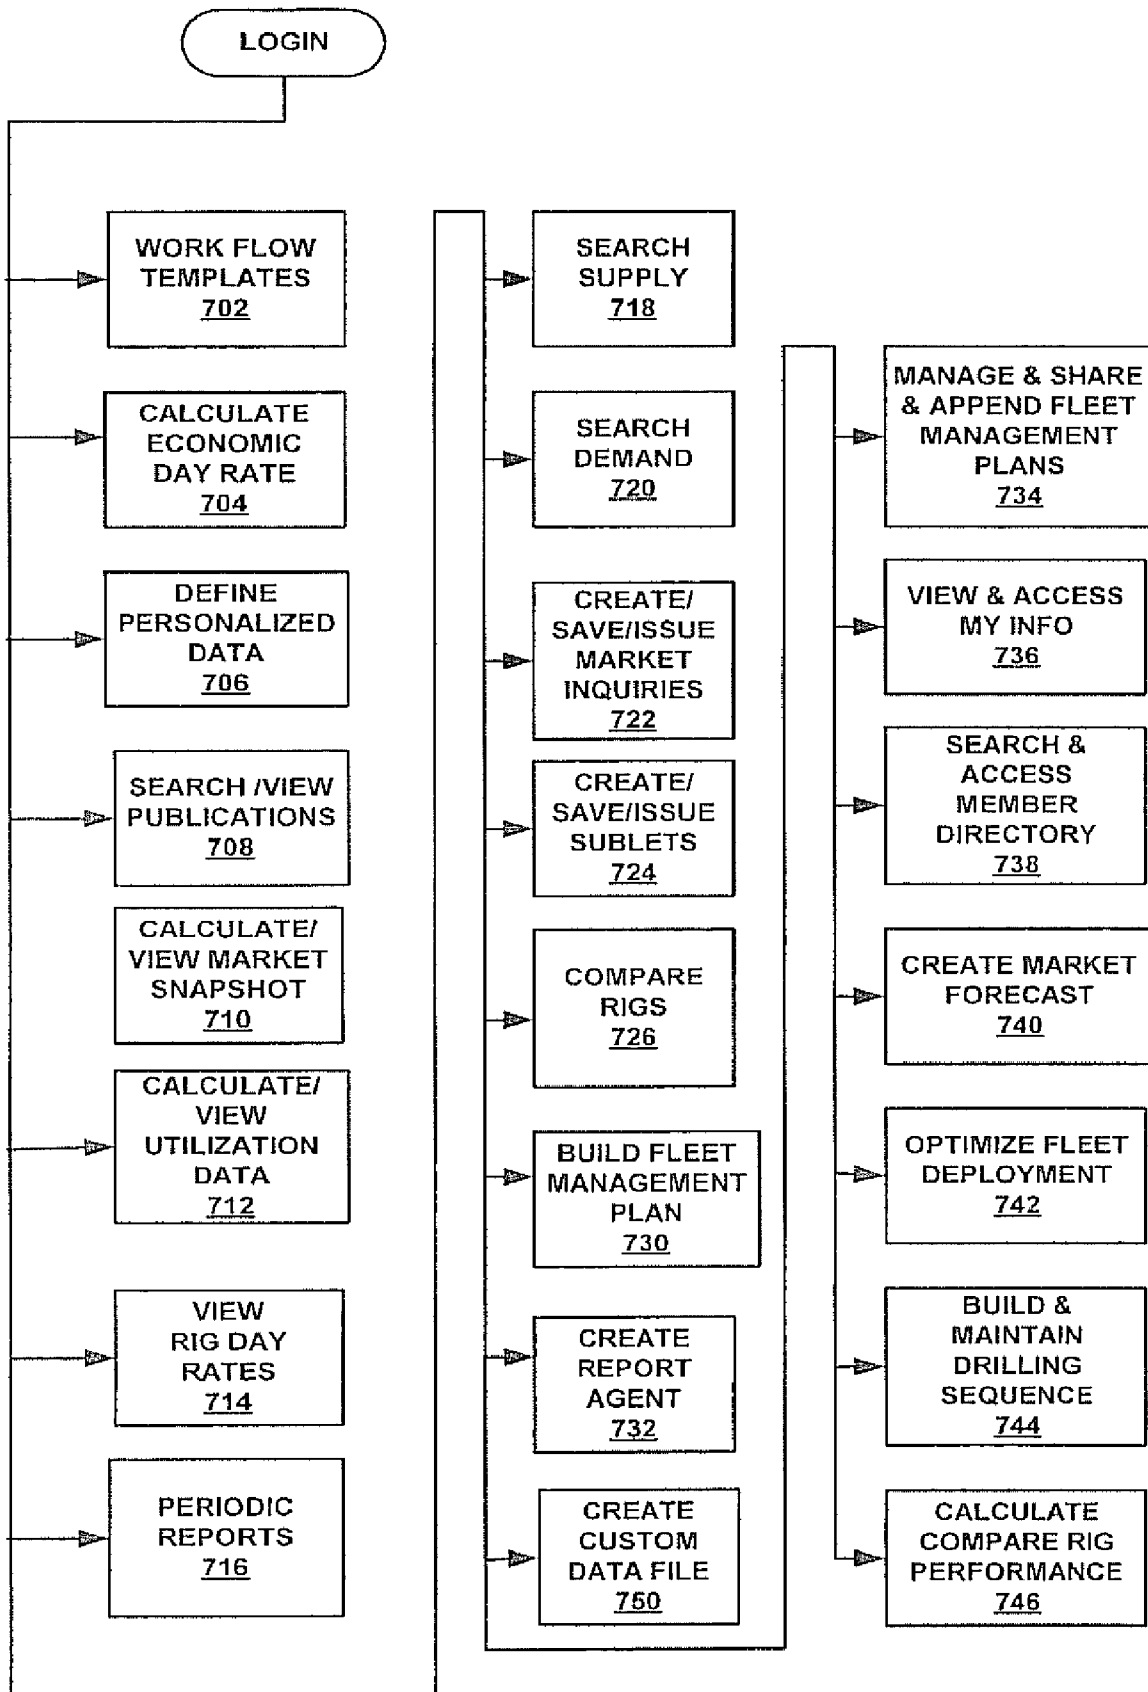 LOGIN
WORK FLOW
TEMPLATES
702
CALCULATE
ECONOMIC
DAY RATE
704
DEFINE
PERSONALIZED
DATA
706
SEARCH /VIEW
PUBLICATIONS
708
CALCULATE/
VIEW MARKET
SNAPSHOT
710
CALCULATE/
VIEW
UTILIZATION
DATA
712
VIEW
RIG DAY
RATES
714
PERIODIC
REPORTS
716
SEARCH
SUPPLY
718
SEARCH
DEMAND
720
CREATE/
SAVE/ISSUE
MARKET
INQUIRIES
722
CREATE/
SAVE/ISSUE
SUBLETS
724
COMPARE
RIGS
726
BUILD FLEET
MANAGEMENT
PLAN
730
CREATE
REPORT
AGENT
732
CREATE
CUSTOM
DATA FILE
750
MANAGE & SHARE
& APPEND FLEET
MANAGEMENT
PLANS
734
VIEW & ACCESS
MY INFO
736
SEARCH &
ACCESS
MEMBER
DIRECTORY
738
CREATE MARKET
FORECAST
740
OPTIMIZE FLEET
DEPLOYMENT
742
BUILD &
MAINTAIN
DRILLING
SEQUENCE
744
CALCULATE
COMPARE RIG
PERFORMANCE
746